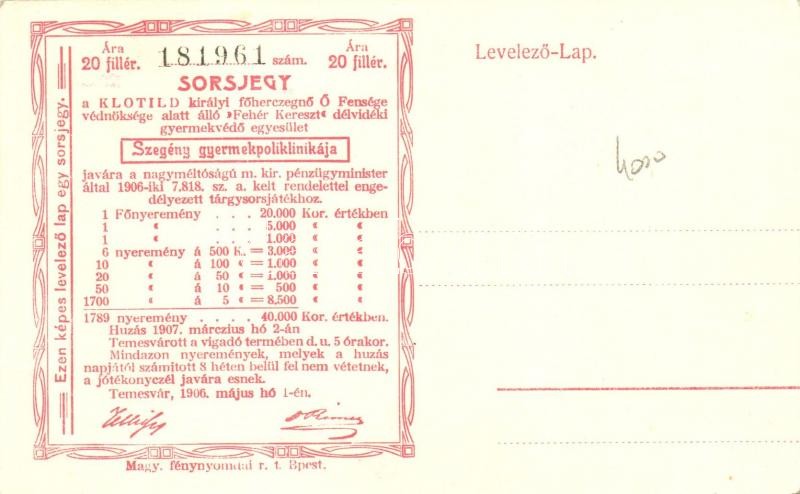 Ára 181961 szám. Ára
20 fillér. 20 fillér.
SORSJEGY
a KLOTILD királyi főherczegnő Ő Fensége
védnöksége alatt álló »Fehér Kereszt« délvidéki
gyermekvédő egyesület
Szegény gyermekpoliklinikája
javára a nagyméltóságú m. kir. pénzügyminister
által 1906-iki 7.818. sz. a. kelt rendelettel enge-
délyezett tárgysorsjátékhoz.
1 Főnyeremény . . . 20.000 Kor. értékben
1 « . . . 5.000 « «
1 « . . . 1.000 « «
6 nyeremény á 500 K. = 3.000 « «
10 « á 100 « = 1.000 « «
20 « á 50 « = 1.000 « «
50 « á 10 « = 500 « «
1700 « á 5 « = 8,500 « «
1789 nyeremény . . . . 40.000 Kor. értékben.
Huzás 1907. márczius hó 2-án
Temesvárott a vigadó termében d. u. 5 órakor.
Mindazon nyeremények, melyek a huzás
napjától számitott 8 héten belül fel nem vétetnek,
a jótékonyczél javára esnek.
Temesvár, 1906. május hó 1-én.
Magy. fénynyomdai r. t. Bpest.
Ezen képes levelező lap egy sorsjegy.
Levelező-Lap.